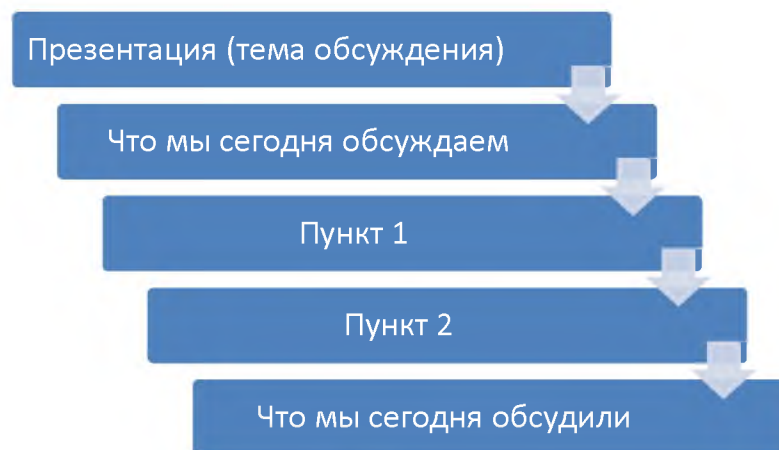 Презентация (тема обсуждения)
Что мы сегодня обсуждаем
Пункт 1
Пункт 2
Что мы сегодня обсудили